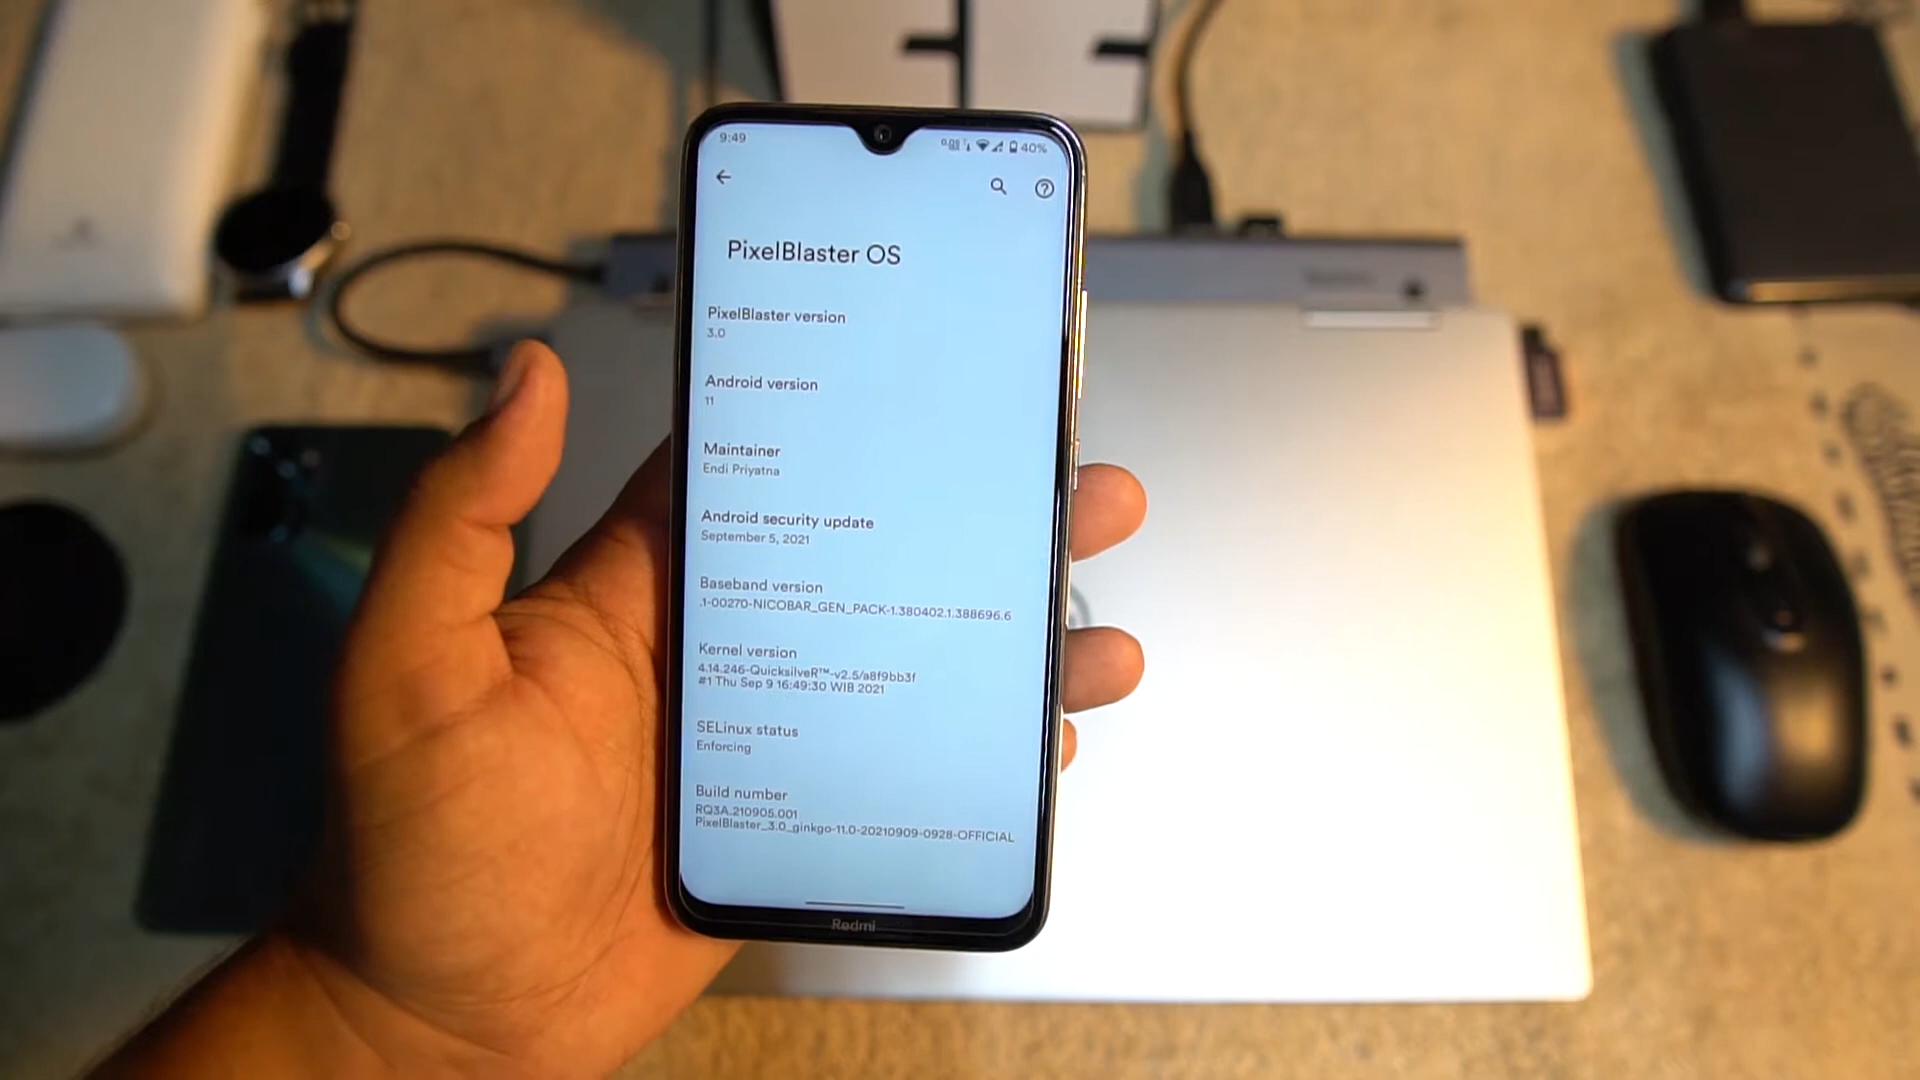 9:49
40%
PixelBlaster OS
PixelBlaster version
3.0
Android version
11
Maintainer
Endi Priyatna
Android security update
September 5, 2021
Baseband version
.1-00270-NICOBAR_GEN_PACK-1.380402.1.388696.6
Kernel version
4.14.246-QuicksilveR™-v2.5/a8f9bb3f
#1 Thu Sep 9 16:49:30 WIB 2021
SELinux status
Enforcing
Build number
RQ3A.210905.001
PixelBlaster_3.0_ginkgo-11.0-20210909-0928-OFFICIAL
Redmi